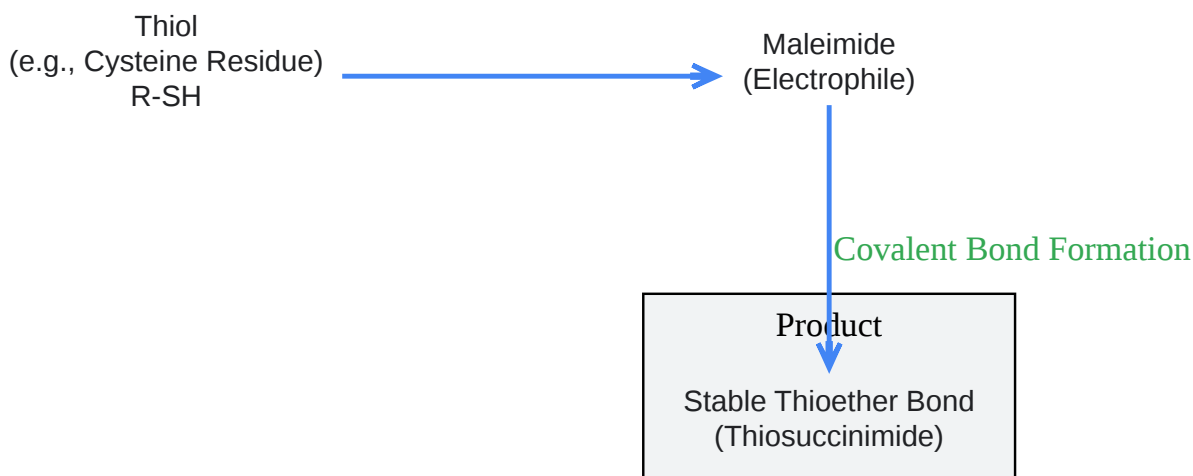 Thiol
(e.g., Cysteine Residue)
R-SH
Maleimide
(Electrophile)
Covalent Bond Formation
Product
Stable Thioether Bond
(Thiosuccinimide)